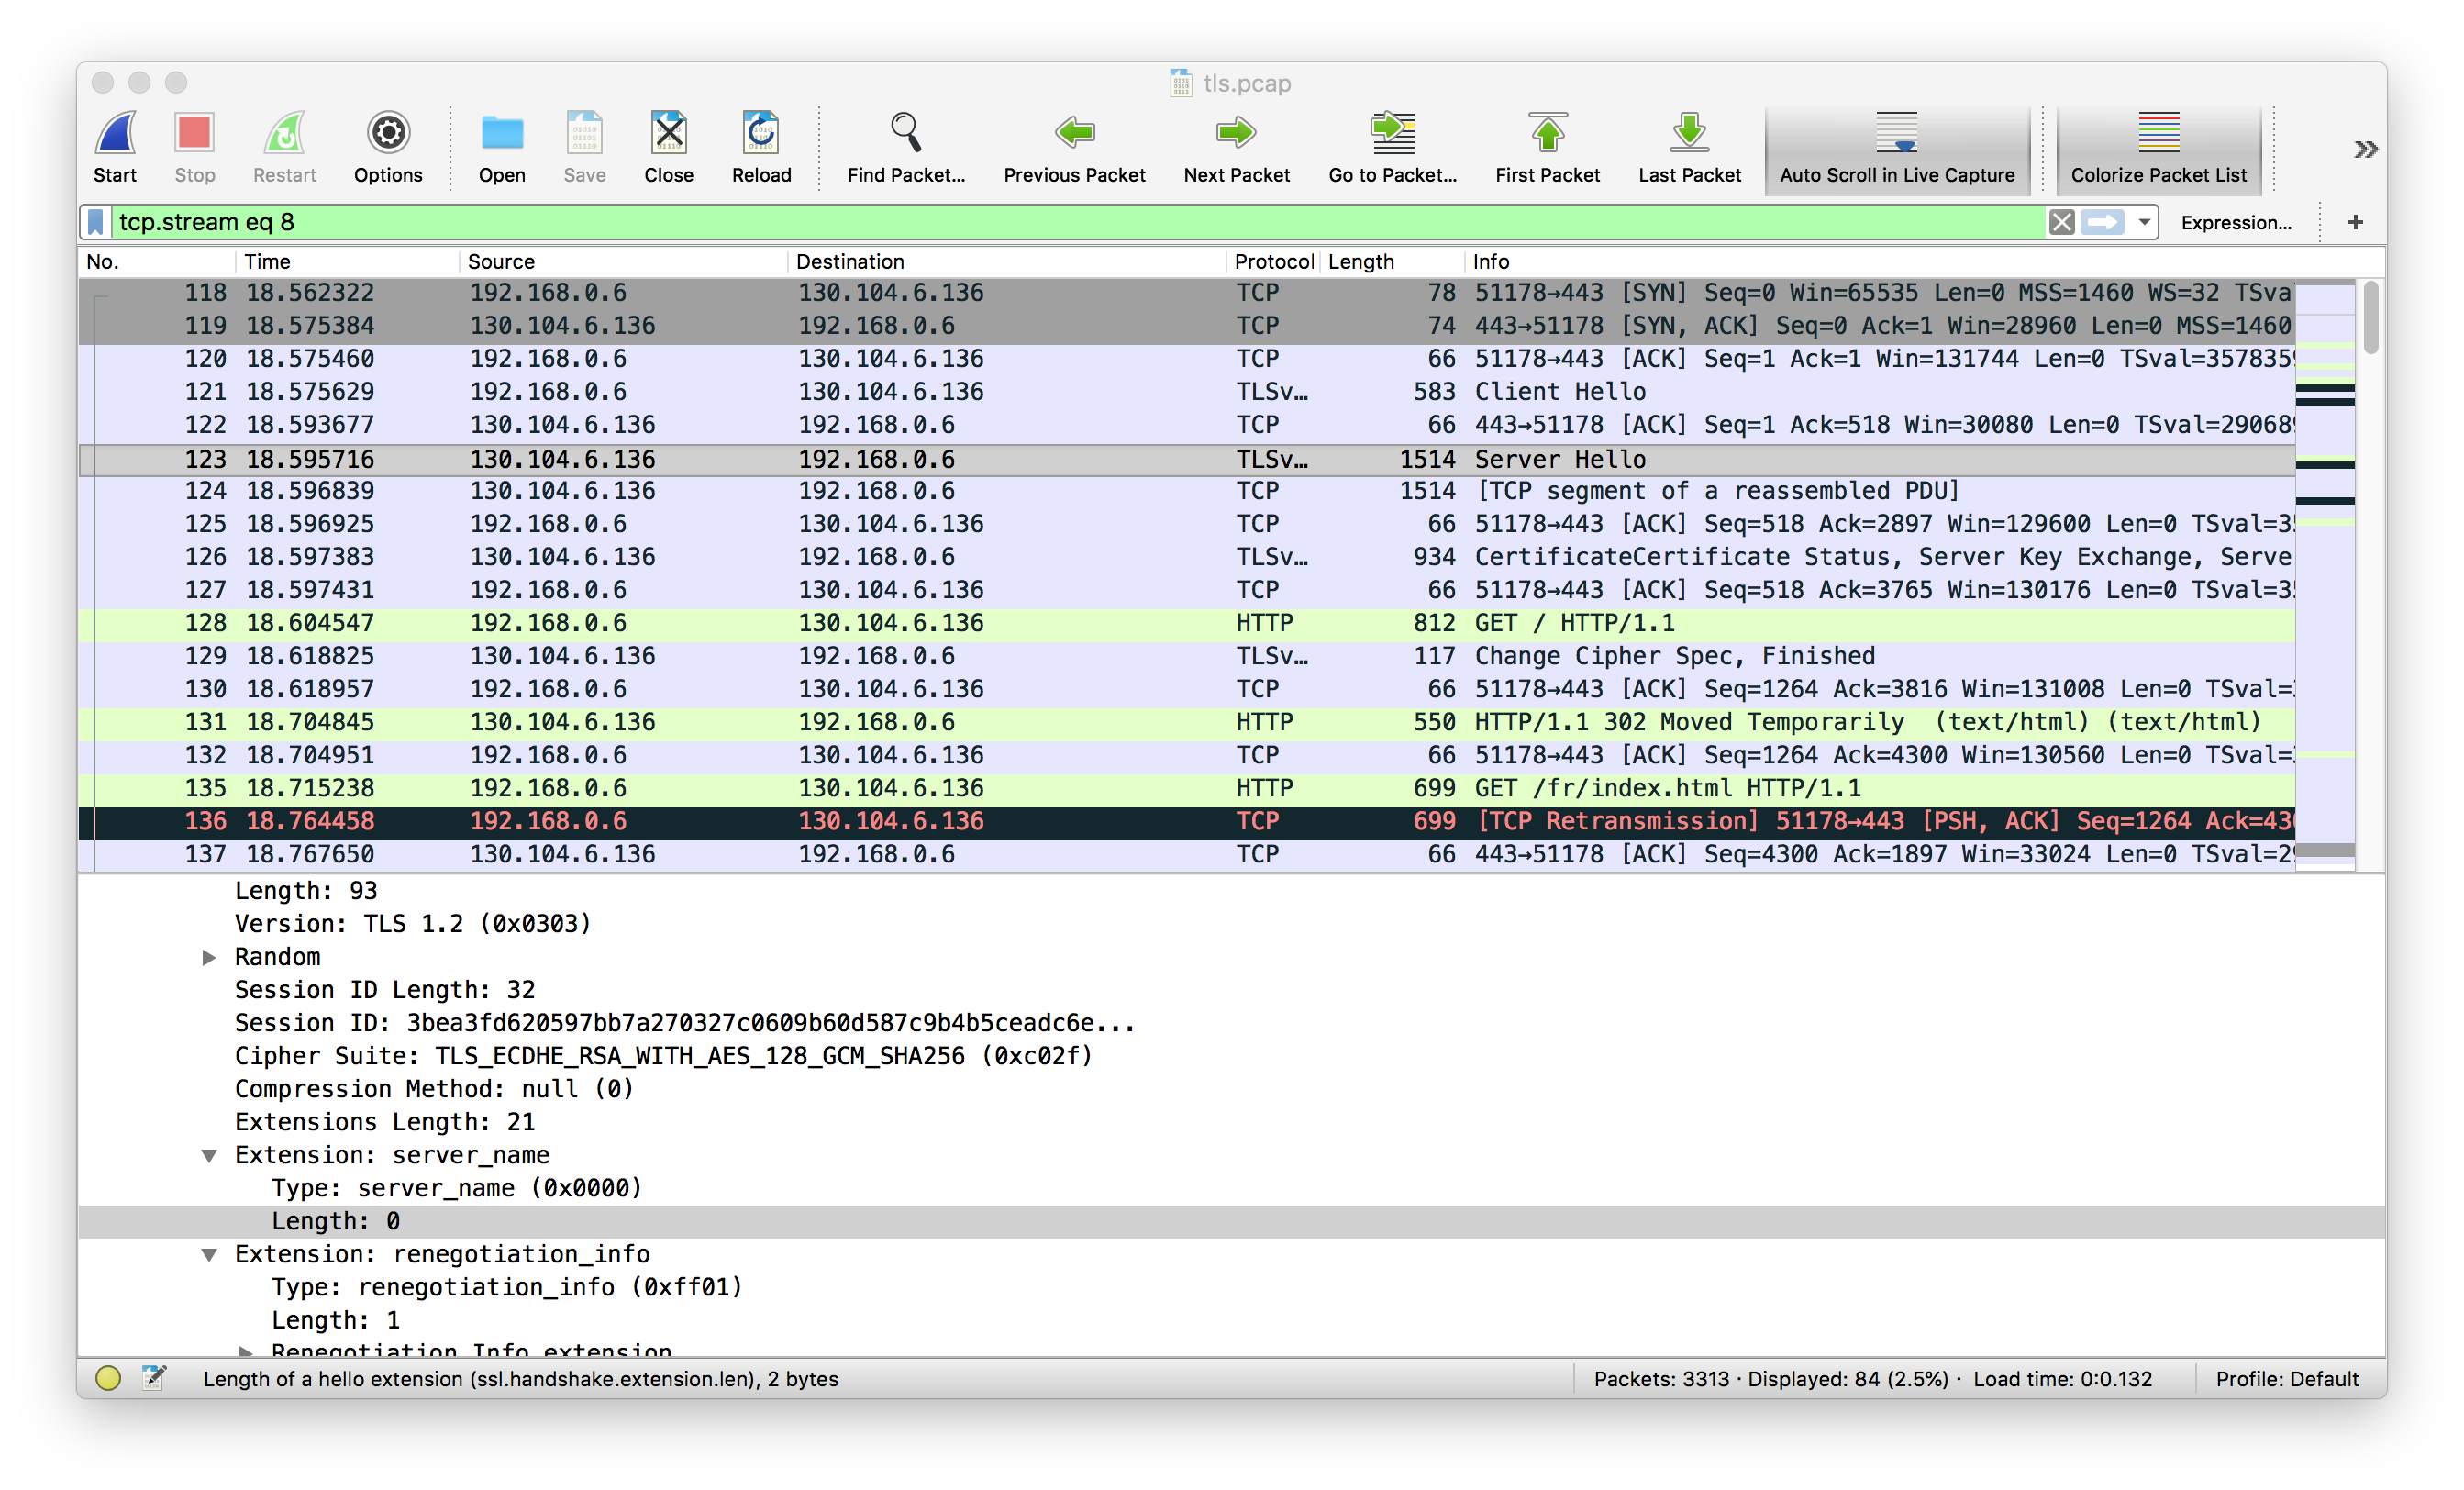 tls.pcap
Start Stop Restart Options Open Save Close Reload Find Packet... Previous Packet Next Packet Go to Packet... First Packet Last Packet Auto Scroll in Live Capture Colorize Packet List
tcp.stream eq 8 Expression... +
No. Time Source Destination Protocol Length Info
118 18.562322 192.168.0.6 130.104.6.136 TCP 78 51178→443 [SYN] Seq=0 Win=65535 Len=0 MSS=1460 WS=32 TSva
119 18.575384 130.104.6.136 192.168.0.6 TCP 74 443→51178 [SYN, ACK] Seq=0 Ack=1 Win=28960 Len=0 MSS=1460
120 18.575460 192.168.0.6 130.104.6.136 TCP 66 51178→443 [ACK] Seq=1 Ack=1 Win=131744 Len=0 TSval=357835
121 18.575629 192.168.0.6 130.104.6.136 TLSv... 583 Client Hello
122 18.593677 130.104.6.136 192.168.0.6 TCP 66 443→51178 [ACK] Seq=1 Ack=518 Win=30080 Len=0 TSval=29068
123 18.595716 130.104.6.136 192.168.0.6 TLSv... 1514 Server Hello
124 18.596839 130.104.6.136 192.168.0.6 TCP 1514 [TCP segment of a reassembled PDU]
125 18.596925 192.168.0.6 130.104.6.136 TCP 66 51178→443 [ACK] Seq=518 Ack=2897 Win=129600 Len=0 TSval=3
126 18.597383 130.104.6.136 192.168.0.6 TLSv... 934 CertificateCertificate Status, Server Key Exchange, Serve
127 18.597431 192.168.0.6 130.104.6.136 TCP 66 51178→443 [ACK] Seq=518 Ack=3765 Win=130176 Len=0 TSval=3
128 18.604547 192.168.0.6 130.104.6.136 HTTP 812 GET / HTTP/1.1
129 18.618825 130.104.6.136 192.168.0.6 TLSv... 117 Change Cipher Spec, Finished
130 18.618957 192.168.0.6 130.104.6.136 TCP 66 51178→443 [ACK] Seq=1264 Ack=3816 Win=131008 Len=0 TSval=
131 18.704845 130.104.6.136 192.168.0.6 HTTP 550 HTTP/1.1 302 Moved Temporarily (text/html) (text/html)
132 18.704951 192.168.0.6 130.104.6.136 TCP 66 51178→443 [ACK] Seq=1264 Ack=4300 Win=130560 Len=0 TSval=
135 18.715238 192.168.0.6 130.104.6.136 HTTP 699 GET /fr/index.html HTTP/1.1
136 18.764458 192.168.0.6 130.104.6.136 TCP 699 [TCP Retransmission] 51178→443 [PSH, ACK] Seq=1264 Ack=43
137 18.767650 130.104.6.136 192.168.0.6 TCP 66 443→51178 [ACK] Seq=4300 Ack=1897 Win=33024 Len=0 TSval=2
Length: 93
Version: TLS 1.2 (0x0303)
Random
Session ID Length: 32
Session ID: 3bea3fd620597bb7a270327c0609b60d587c9b4b5ceadc6e...
Cipher Suite: TLS_ECDHE_RSA_WITH_AES_128_GCM_SHA256 (0xc02f)
Compression Method: null (0)
Extensions Length: 21
Extension: server_name
Type: server_name (0x0000)
Length: 0
Extension: renegotiation_info
Type: renegotiation_info (0xff01)
Length: 1
Renegotiation Info extension
Length of a hello extension (ssl.handshake.extension.len), 2 bytes Packets: 3313 · Displayed: 84 (2.5%) · Load time: 0:0.132 Profile: Default